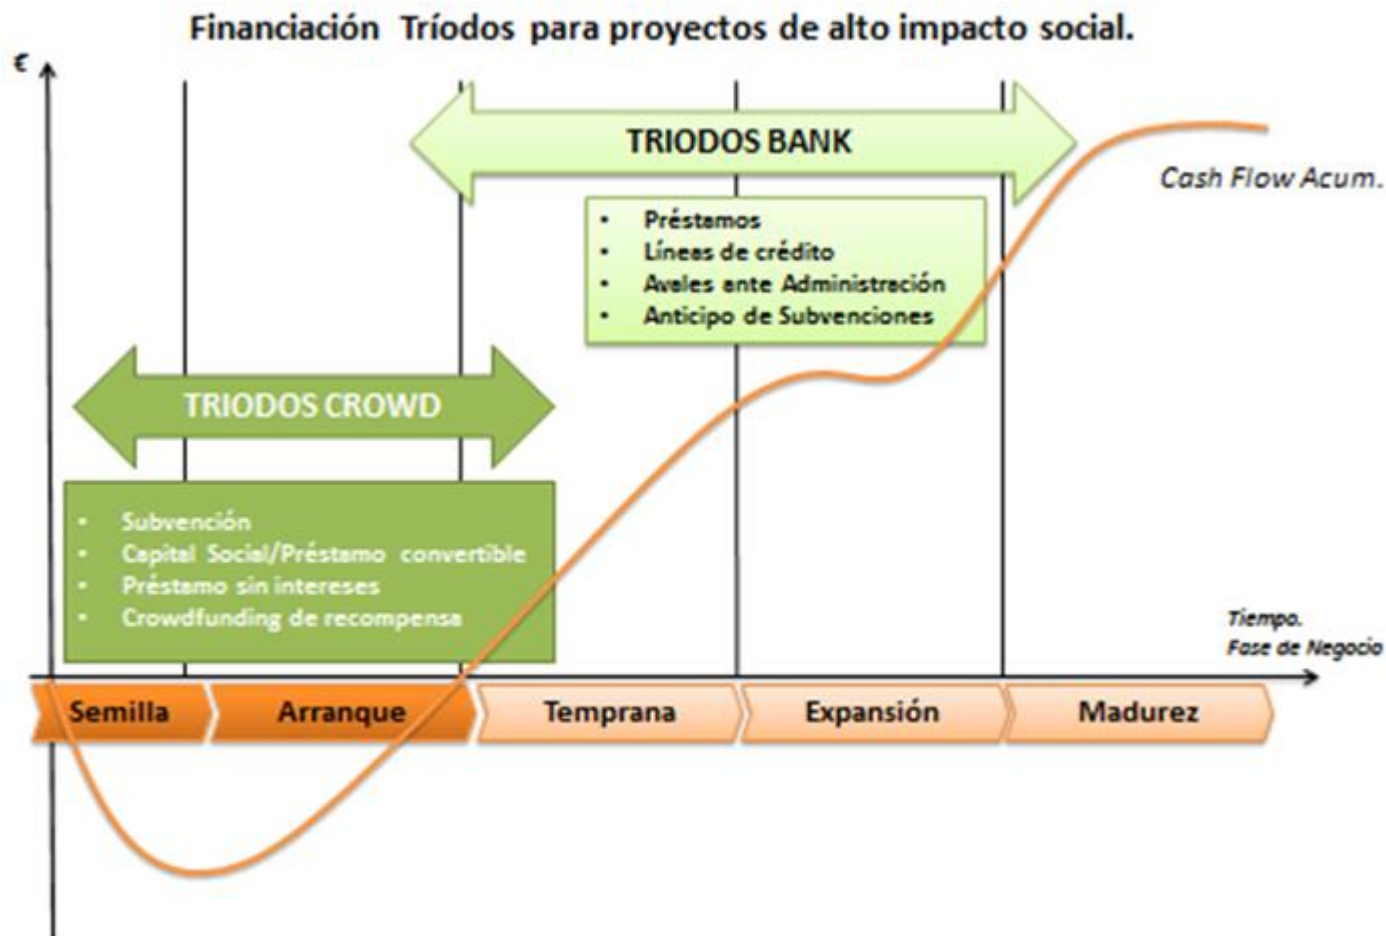 Financiación Tríodos para proyectos de alto impacto social.
€
TRIODOS BANK
Cash Flow Acum.
• Préstamos
• Líneas de crédito
• Avales ante Administración
• Anticipo de Subvenciones
TRIODOS CROWD
• Subvención
• Capital Social/Préstamo convertible
• Préstamo sin intereses
• Crowdfunding de recompensa
Tiempo.
Fase de Negocio
Semilla
Arranque
Temprana
Expansión
Madurez